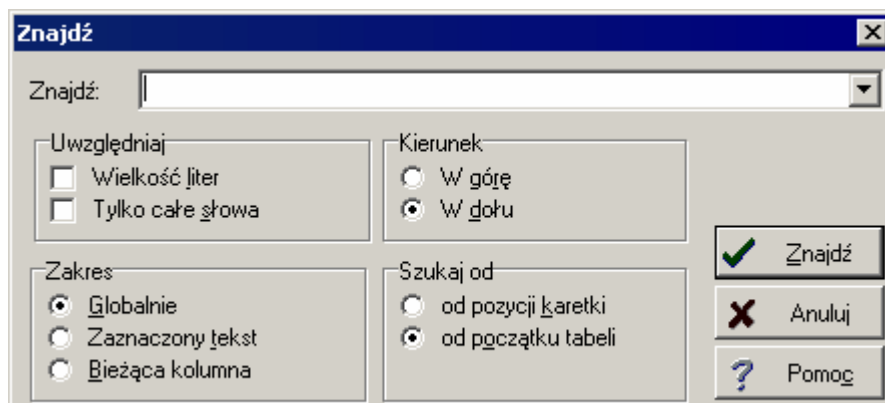 Znajdź
Znajdź:
Uwzględniaj
Wielkość liter
Tylko całe słowa
Kierunek
W górę
W dołu
Zakres
Globalnie
Zaznaczony tekst
Bieżąca kolumna
Szukaj od
od pozycji karetki
od początku tabeli
Znajdź
Anuluj
Pomoc